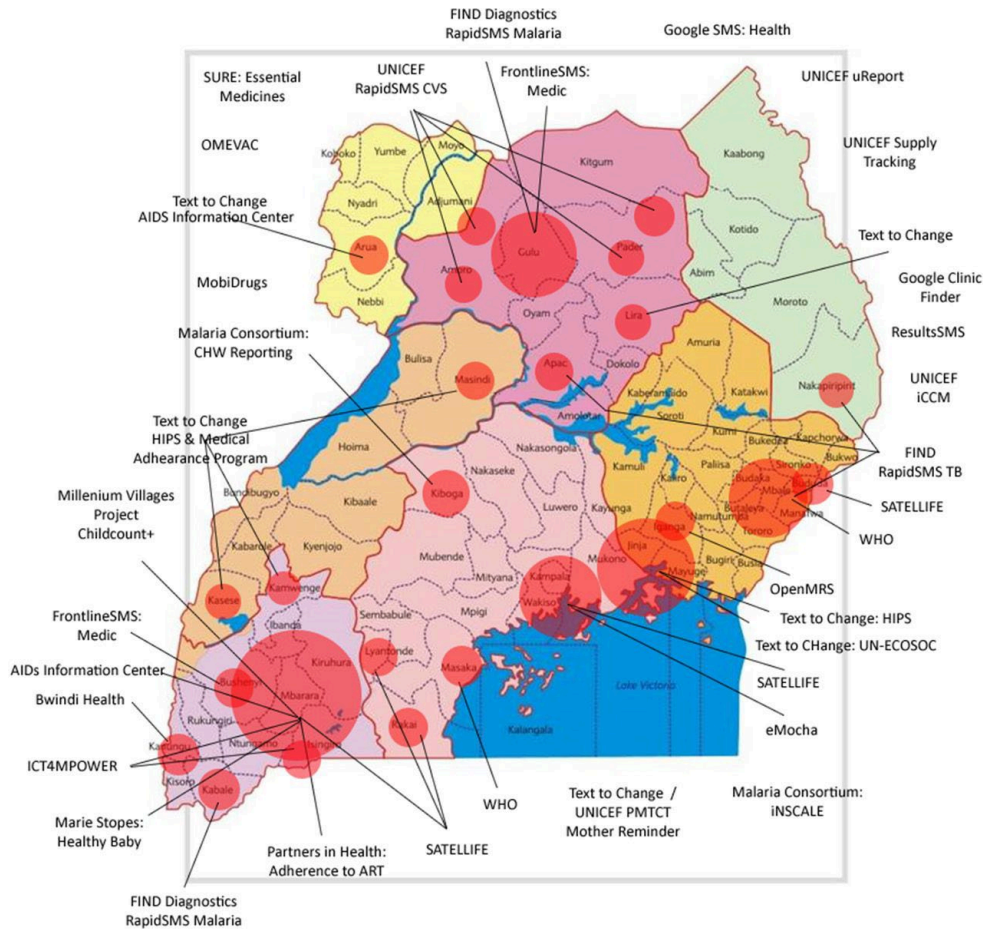 FIND Diagnostics
RapidSMS Malaria
Google SMS: Health
UNICEF
RapidSMS CVS
FrontlineSMS:
Medic
SURE: Essential
Medicines
UNICEF uReport
OMEVAC
UNICEF Supply
Tracking
Text to Change
AIDS Information Center
Text to Change
MobiDrugs
Google Clinic
Finder
Malaria Consortium:
CHW Reporting
ResultsSMS
UNICEF
iCCM
Text to Change
HIPS & Medical
Adhearance Program
FIND
RapidSMS TB
Millenium Villages
Project
Childcount+
SATELLIFE
WHO
OpenMRS
FrontlineSMS:
Medic
Text to Change: HIPS
Text to CHange: UN-ECOSOC
AIDs Information Center
SATELLIFE
Bwindi Health
eMocha
ICT4MPOWER
WHO
Text to Change /
UNICEF PMTCT
Mother Reminder
Malaria Consortium:
iNSCALE
Marie Stopes:
Healthy Baby
Partners in Health:
Adherence to ART
SATELLIFE
FIND Diagnostics
RapidSMS Malaria
Koboko
Yumbe
Moyo
Nyadri
Adjumani
Arua
Nebbi
Kitgum
Gulu
Pader
Amoro
Oyam
Lira
Apac
Dokolo
Amolotar
Kaabong
Kotido
Abim
Moroto
Nakapiripirit
Bulisa
Masindi
Hoima
Amuria
Kaberamaido
Soroti
Katakwi
Kumi
Bukedea
Kapchorwa
Bukwo
Nakasongola
Kamuli
Kaliro
Pallisa
Sironko
Budaka
Mbale
Bududa
Nakaseke
Kiboga
Luwero
Kayunga
Iganga
Namutumba
Butaleja
Manafwa
Tororo
Bundibugyo
Kibaale
Kabarole
Kyenjojo
Mubende
Mityana
Mukono
Jinja
Mayuge
Bugiri
Busia
Kampala
Wakiso
Kasese
Kamwenge
Ibanda
Sembabule
Mpigi
Kiruhura
Lyantonde
Masaka
Bushenyi
Mbarara
Lake Victoria
Rukungiri
Rakai
Kalangala
Kanungu
Ntungamo
Isingiro
Kisoro
Kabale